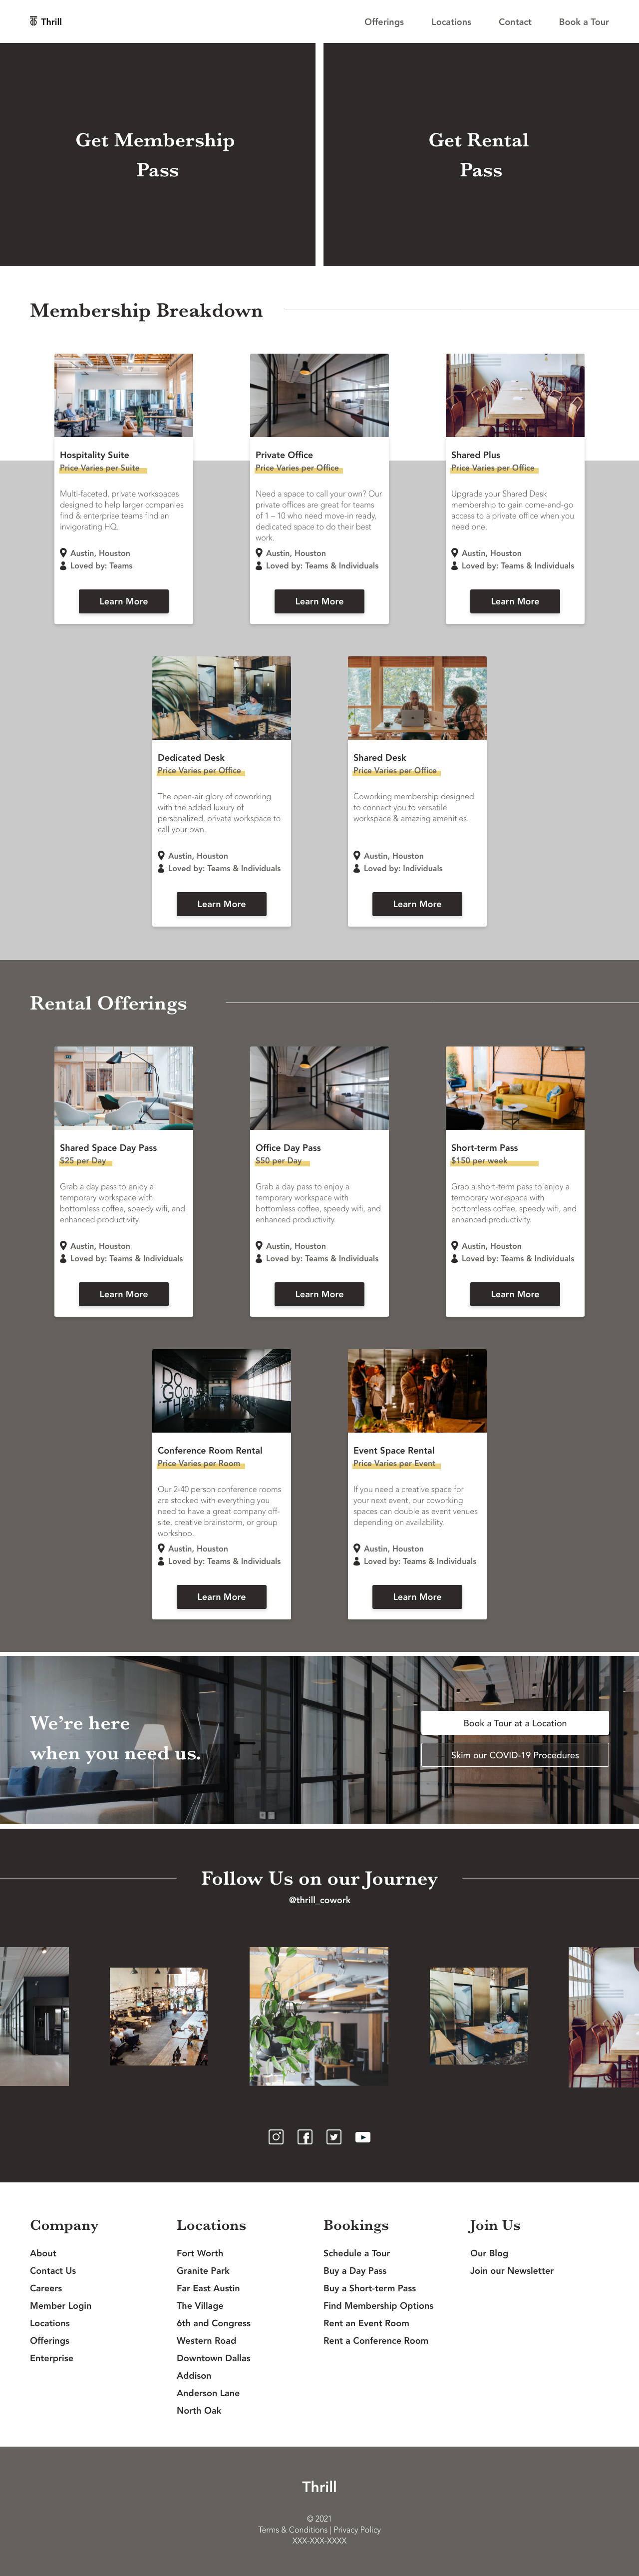 Thrill
Offerings
Locations
Contact
Book a Tour
Get Membership
Pass
Get Rental
Pass
Membership Breakdown
Hospitality Suite
Price Varies per Suite
Multi-faceted, private workspaces
designed to help larger companies
find & enterprise teams find an
invigorating HQ.
Austin, Houston
Loved by: Teams
Learn More
Private Office
Price Varies per Office
Need a space to call your own? Our
private offices are great for teams
of 1 – 10 who need move-in ready,
dedicated space to do their best
work.
Austin, Houston
Loved by: Teams & Individuals
Learn More
Shared Plus
Price Varies per Office
Upgrade your Shared Desk
membership to gain come-and-go
access to a private office when you
need one.
Austin, Houston
Loved by: Teams & Individuals
Learn More
Dedicated Desk
Price Varies per Office
The open-air glory of coworking
with the added luxury of
personalized, private workspace to
call your own.
Austin, Houston
Loved by: Teams & Individuals
Learn More
Shared Desk
Price Varies per Office
Coworking membership designed
to connect you to versatile
workspace & amazing amenities.
Austin, Houston
Loved by: Individuals
Learn More
Rental Offerings
Shared Space Day Pass
$25 per Day
Grab a day pass to enjoy a
temporary workspace with
bottomless coffee, speedy wifi, and
enhanced productivity.
Austin, Houston
Loved by: Teams & Individuals
Learn More
Office Day Pass
$50 per Day
Grab a day pass to enjoy a
temporary workspace with
bottomless coffee, speedy wifi, and
enhanced productivity.
Austin, Houston
Loved by: Teams & Individuals
Learn More
Short-term Pass
$150 per week
Grab a short-term pass to enjoy a
temporary workspace with
bottomless coffee, speedy wifi, and
enhanced productivity.
Austin, Houston
Loved by: Teams & Individuals
Learn More
DO
GOOD
TH
Conference Room Rental
Price Varies per Room
Our 2-40 person conference rooms
are stocked with everything you
need to have a great company off-
site, creative brainstorm, or group
workshop.
Austin, Houston
Loved by: Teams & Individuals
Learn More
Event Space Rental
Price Varies per Event
If you need a creative space for
your next event, our coworking
spaces can double as event venues
depending on availability.
Austin, Houston
Loved by: Teams & Individuals
Learn More
We're here
when you need us.
Book a Tour at a Location
Skim our COVID-19 Procedures
Follow Us on our Journey
@thrill_cowork
Company
About
Contact Us
Careers
Member Login
Locations
Offerings
Enterprise
Locations
Fort Worth
Granite Park
Far East Austin
The Village
6th and Congress
Western Road
Downtown Dallas
Addison
Anderson Lane
North Oak
Bookings
Schedule a Tour
Buy a Day Pass
Buy a Short-term Pass
Find Membership Options
Rent an Event Room
Rent a Conference Room
Join Us
Our Blog
Join our Newsletter
Thrill
© 2021
Terms & Conditions | Privacy Policy
XXX-XXX-XXXX